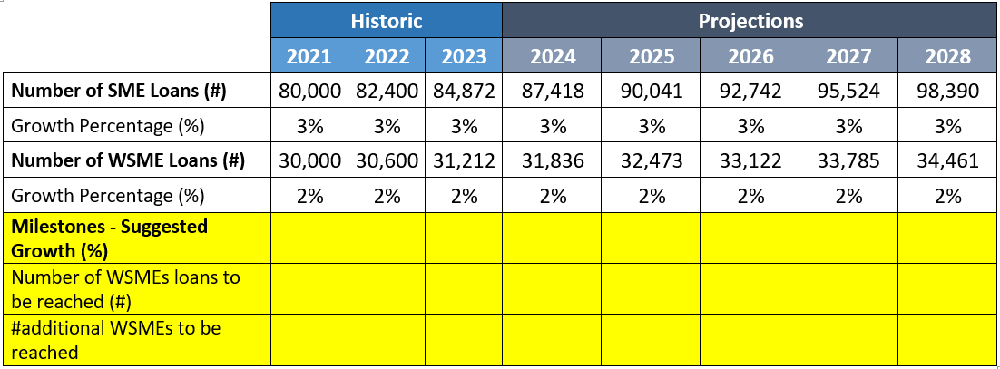 Historic Projections
2021 2022 2023 2024 2025 2026 2027 2028
Number of SME Loans (#) 80,000 82,400 84,872 87,418 90,041 92,742 95,524 98,390
Growth Percentage (%) 3% 3% 3% 3% 3% 3% 3% 3%
Number of WSME Loans (#) 30,000 30,600 31,212 31,836 32,473 33,122 33,785 34,461
Growth Percentage (%) 2% 2% 2% 2% 2% 2% 2% 2%
Milestones - Suggested
Growth (%)
Number of WSMEs loans to
be reached (#)
#additional WSMEs to be
reached